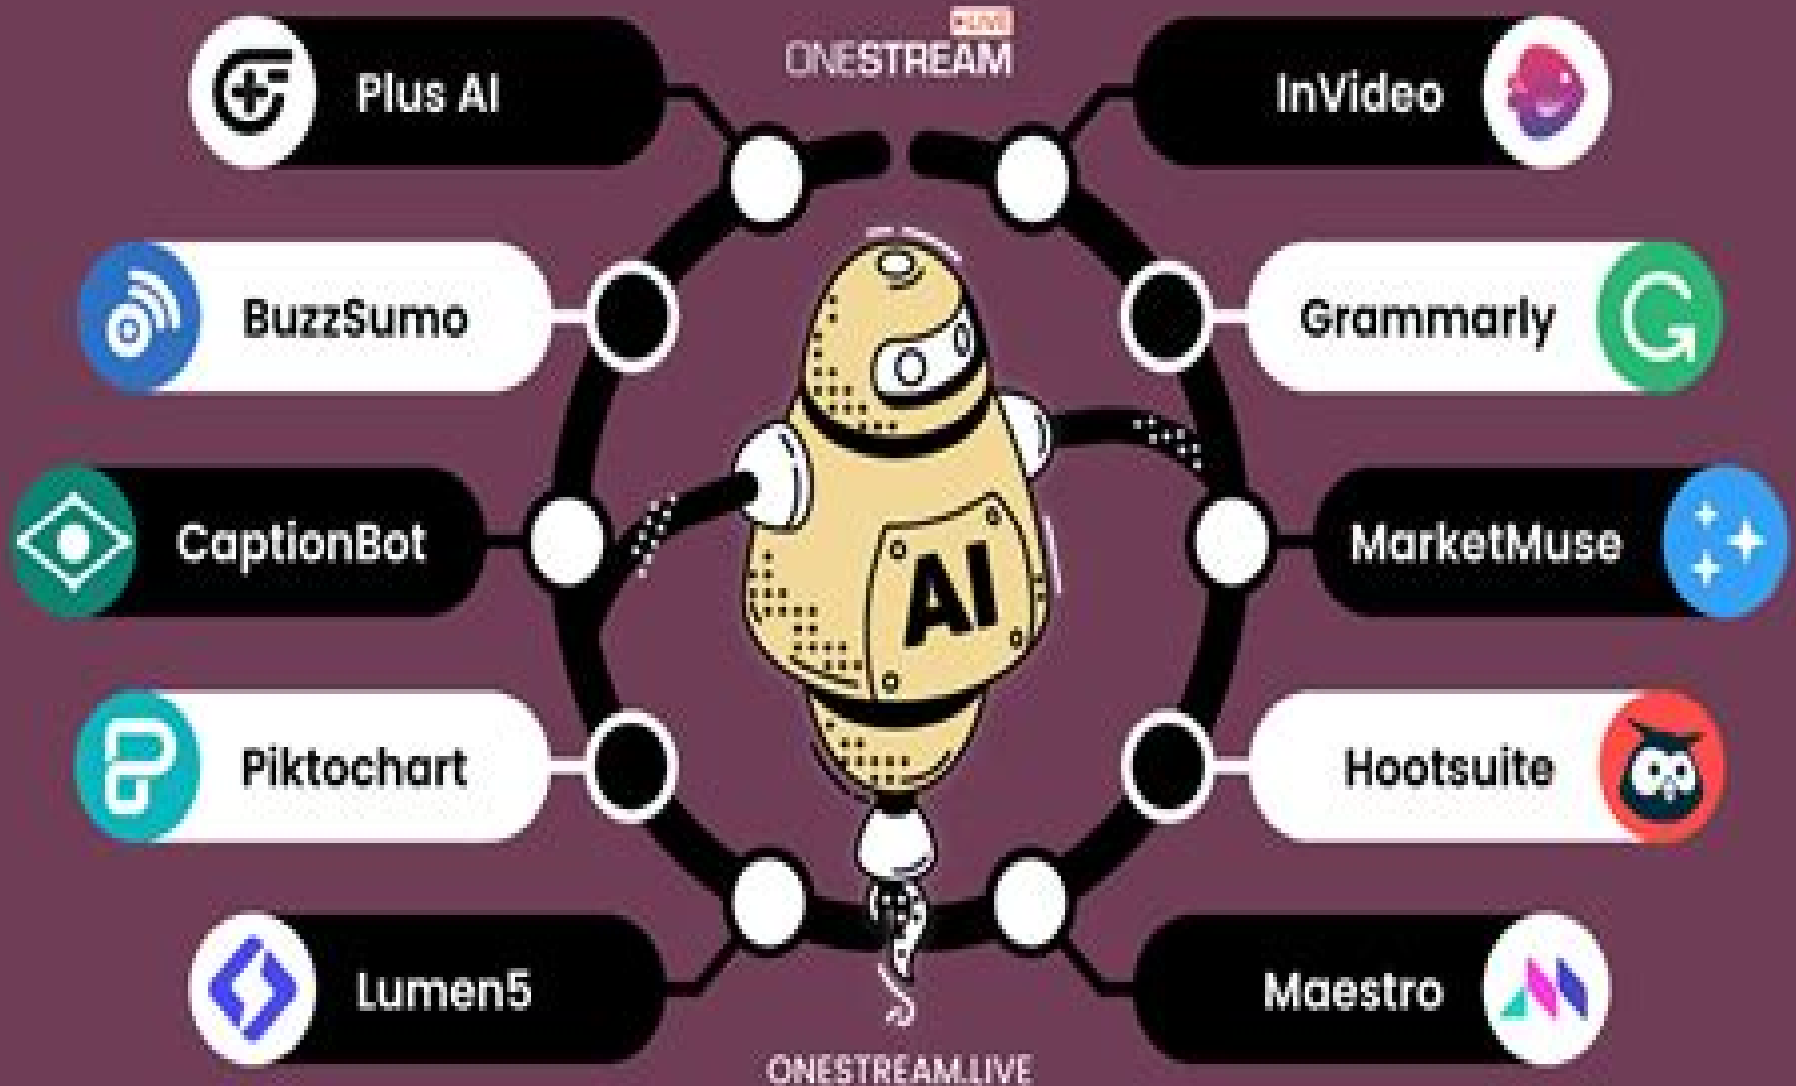 LIVE
ONESTREAM
Plus AI
InVideo
BuzzSumo
Grammarly
CaptionBot
MarketMuse
AI
Piktochart
Hootsuite
Lumen5
Maestro
ONESTREAM.LIVE